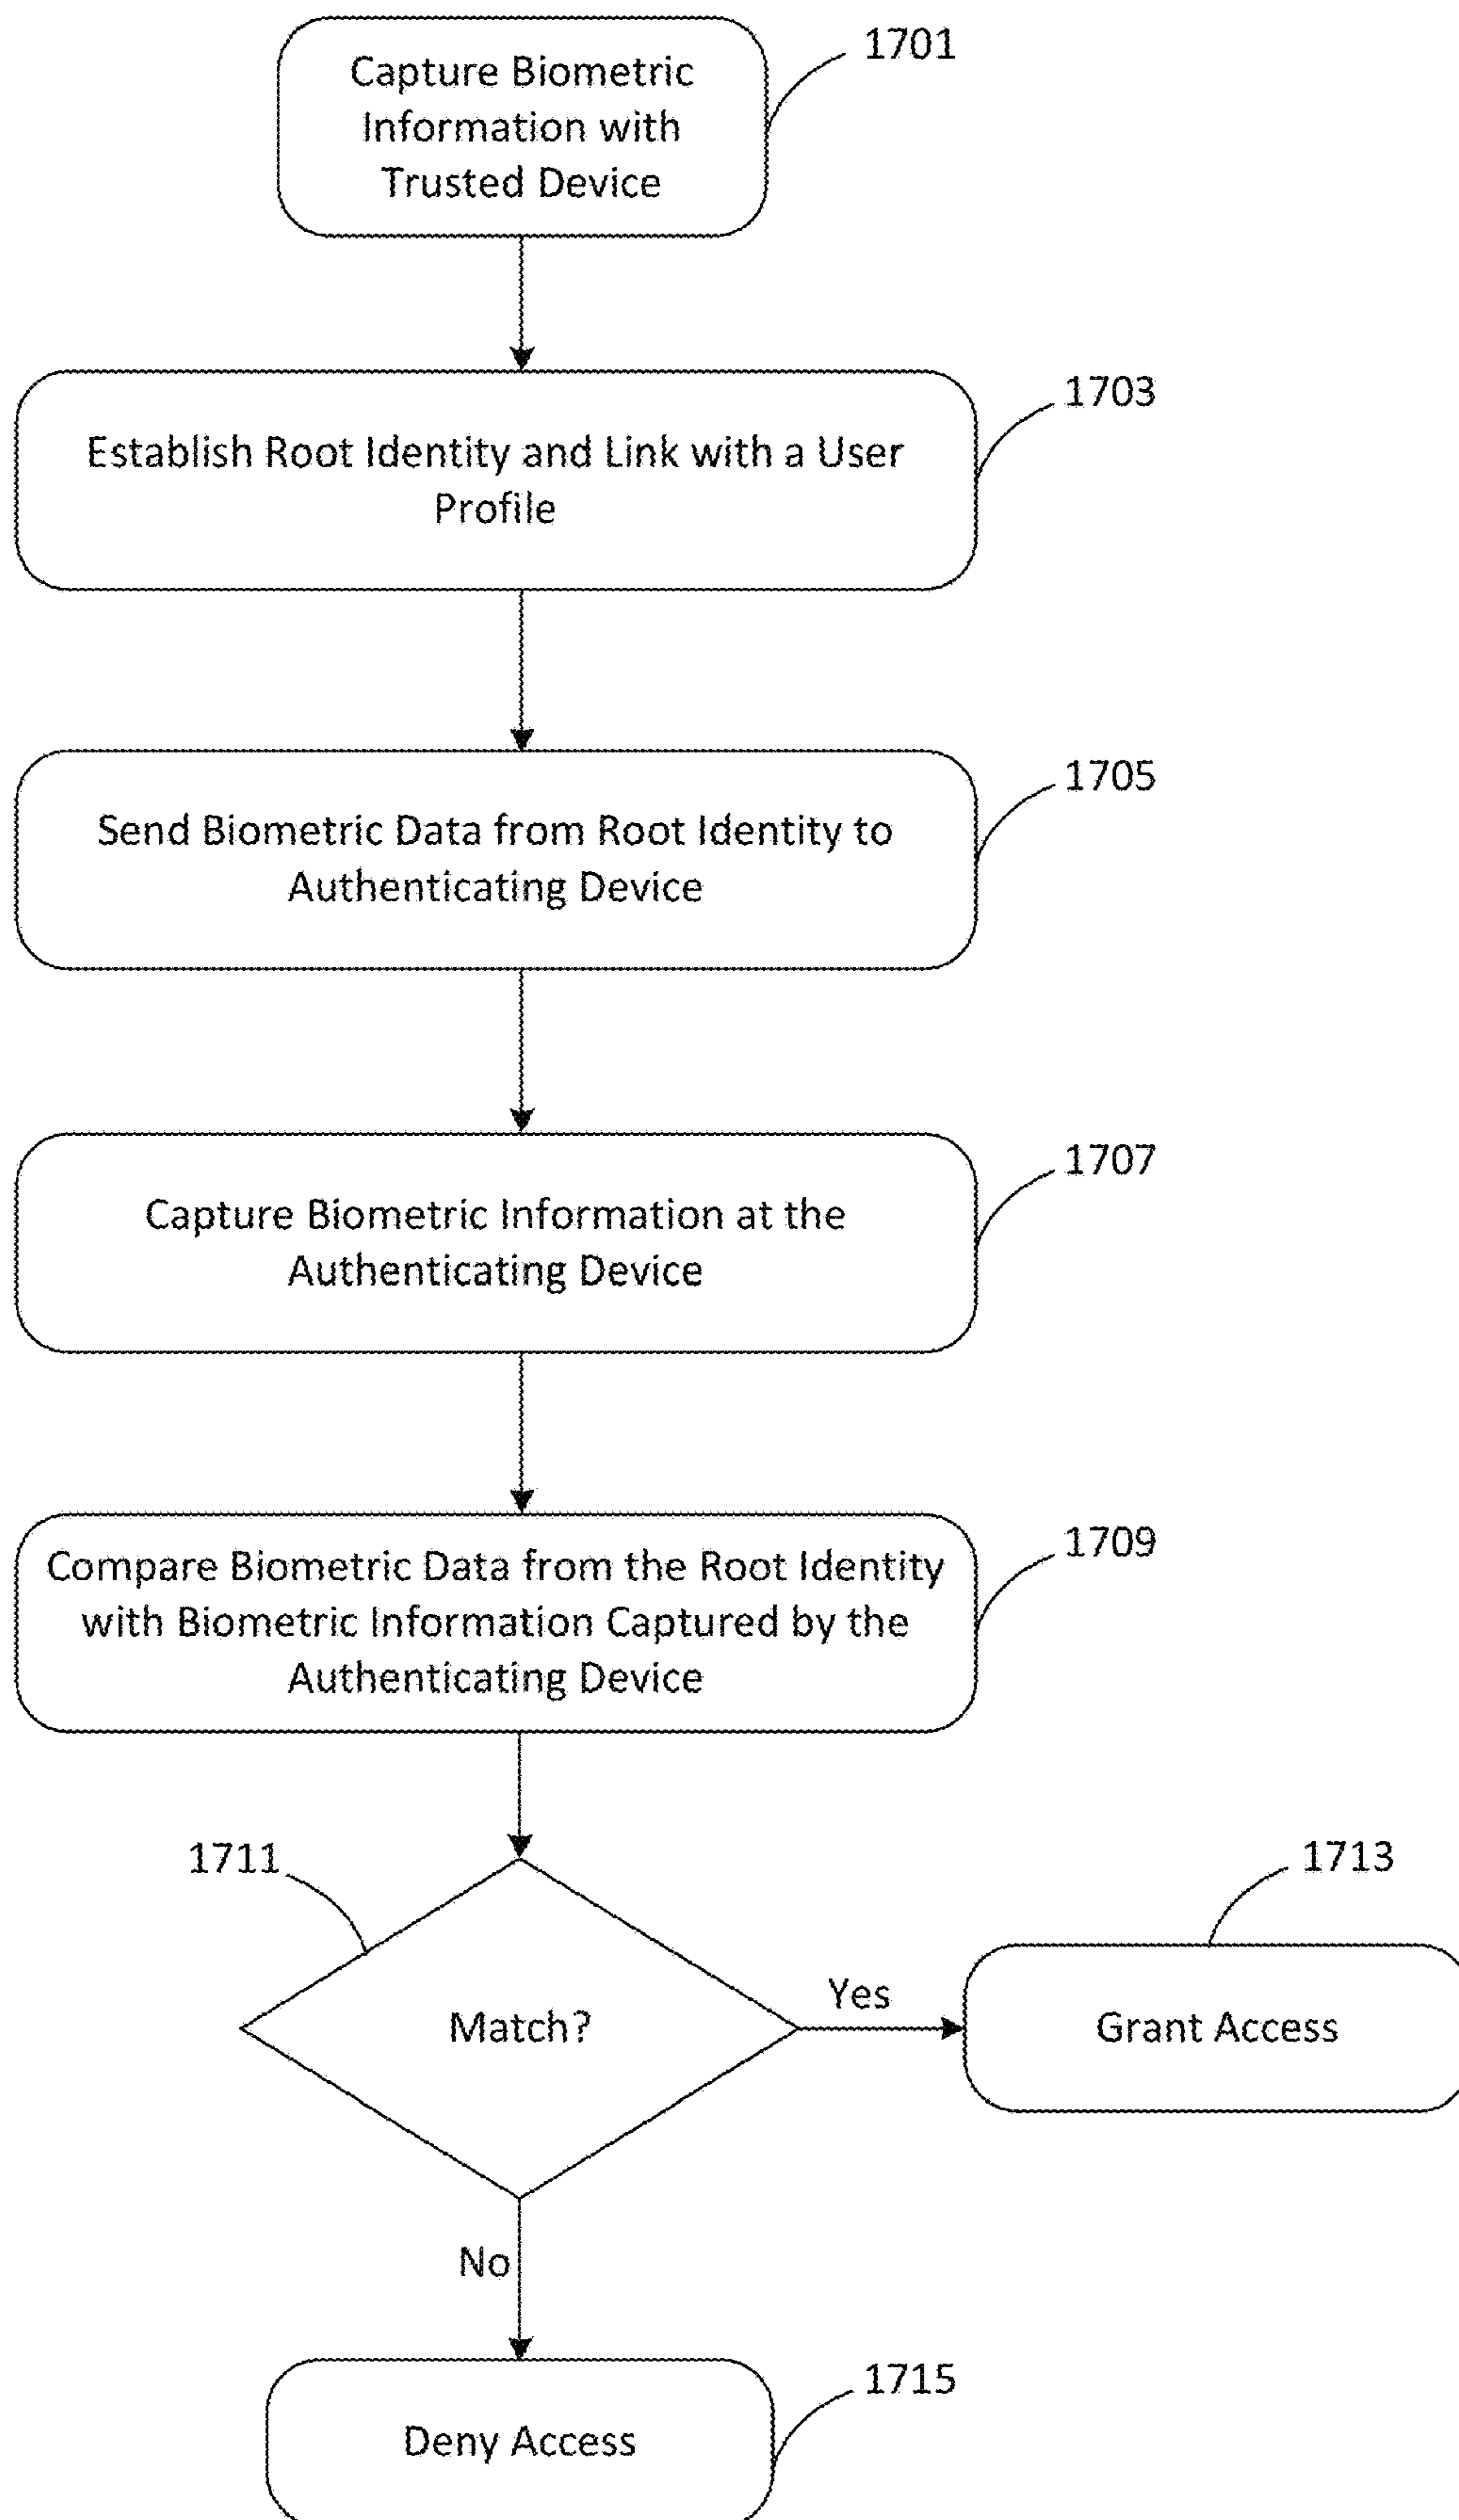 Capture Biometric
Information with
Trusted Device
1701
Establish Root Identity and Link with a User
Profile
1703
Send Biometric Data from Root Identity to
Authenticating Device
1705
Capture Biometric Information at the
Authenticating Device
1707
Compare Biometric Data from the Root Identity
with Biometric Information Captured by the
Authenticating Device
1709
1711
Match?
Yes
1713
Grant Access
No
Deny Access
1715